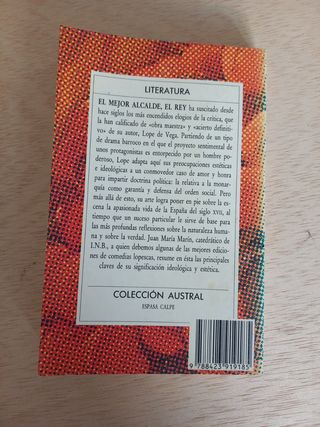 LITERATURA
EL MEJOR ALCALDE, EL REY ha suscitado desde
hace siglos los más encendidos elogios de la crítica, que
la han calificado de «obra maestra» y «acierto definiti-
vo» de su autor, Lope de Vega. Partiendo de un tipo
de drama barroco en el que el proyecto sentimental de
unos protagonistas es entorpecido por un hombre po-
deroso, Lope adapta aquí sus preocupaciones estéticas
e ideológicas a un conmovedor caso de amor y honra
para impartir doctrina política: la relativa a la monar-
quía como garantía y defensa del orden social. Pero
más allá de esto, su arte logra poner en pie sobre la es-
cena la apasionada vida de la España del siglo XVII, al
tiempo que un suceso particular le sirve de base para
las más profundas reflexiones sobre la naturaleza huma-
na y sobre la verdad. Juan María Marín, catedrático de
I.N.B., a quien debemos algunas de las mejores edicio-
nes de comedias lopescas, resume en ésta las principales
claves de su significación ideológica y estética.
COLECCIÓN AUSTRAL
ESPASA CALPE
9 788423 919185